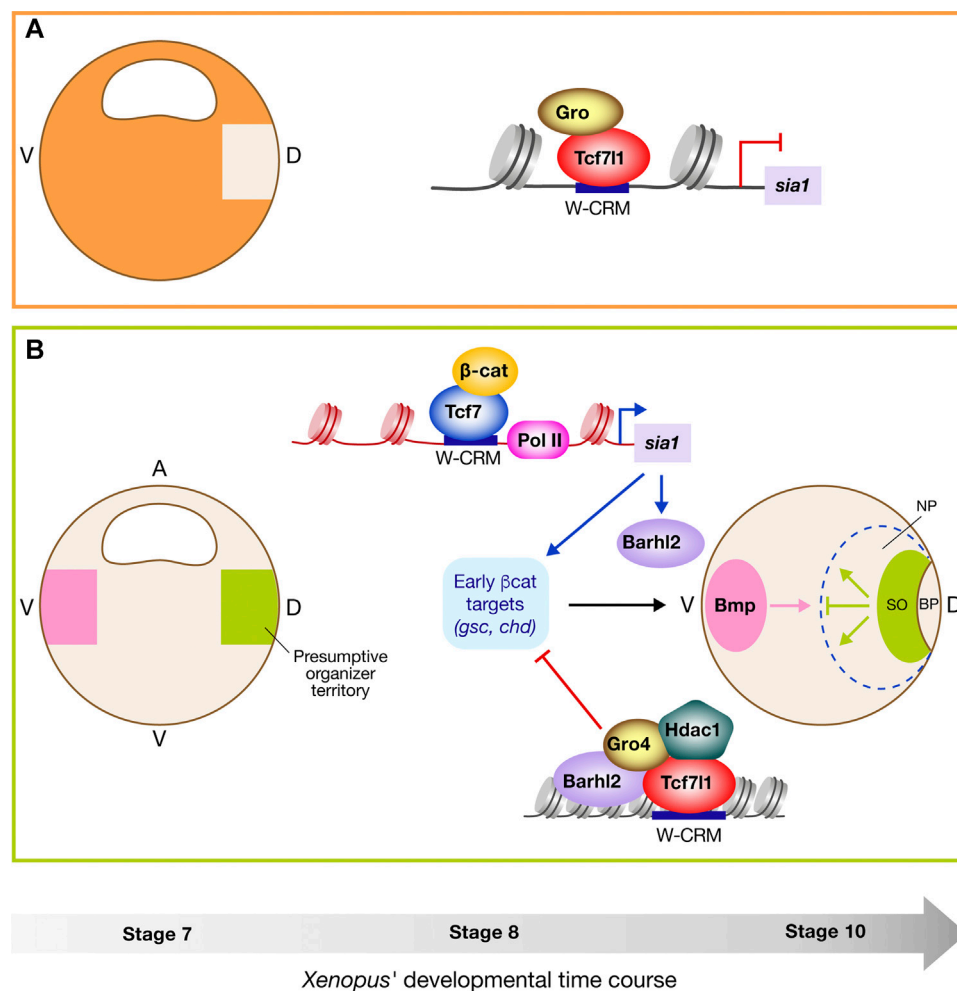 A
V
D
Gro
Tcf7l1
W-CRM
sia1
B
β-cat
Tcf7
Pol II
W-CRM
sia1
A
V
D
V
Presumptive
organizer
territory
Barhl2
Early βcat
targets
(gsc, chd)
NP
V
Bmp
SO
BP
D
Hdac1
Gro4
Barhl2
Tcf7l1
W-CRM
Stage 7
Stage 8
Stage 10
Xenopus' developmental time course